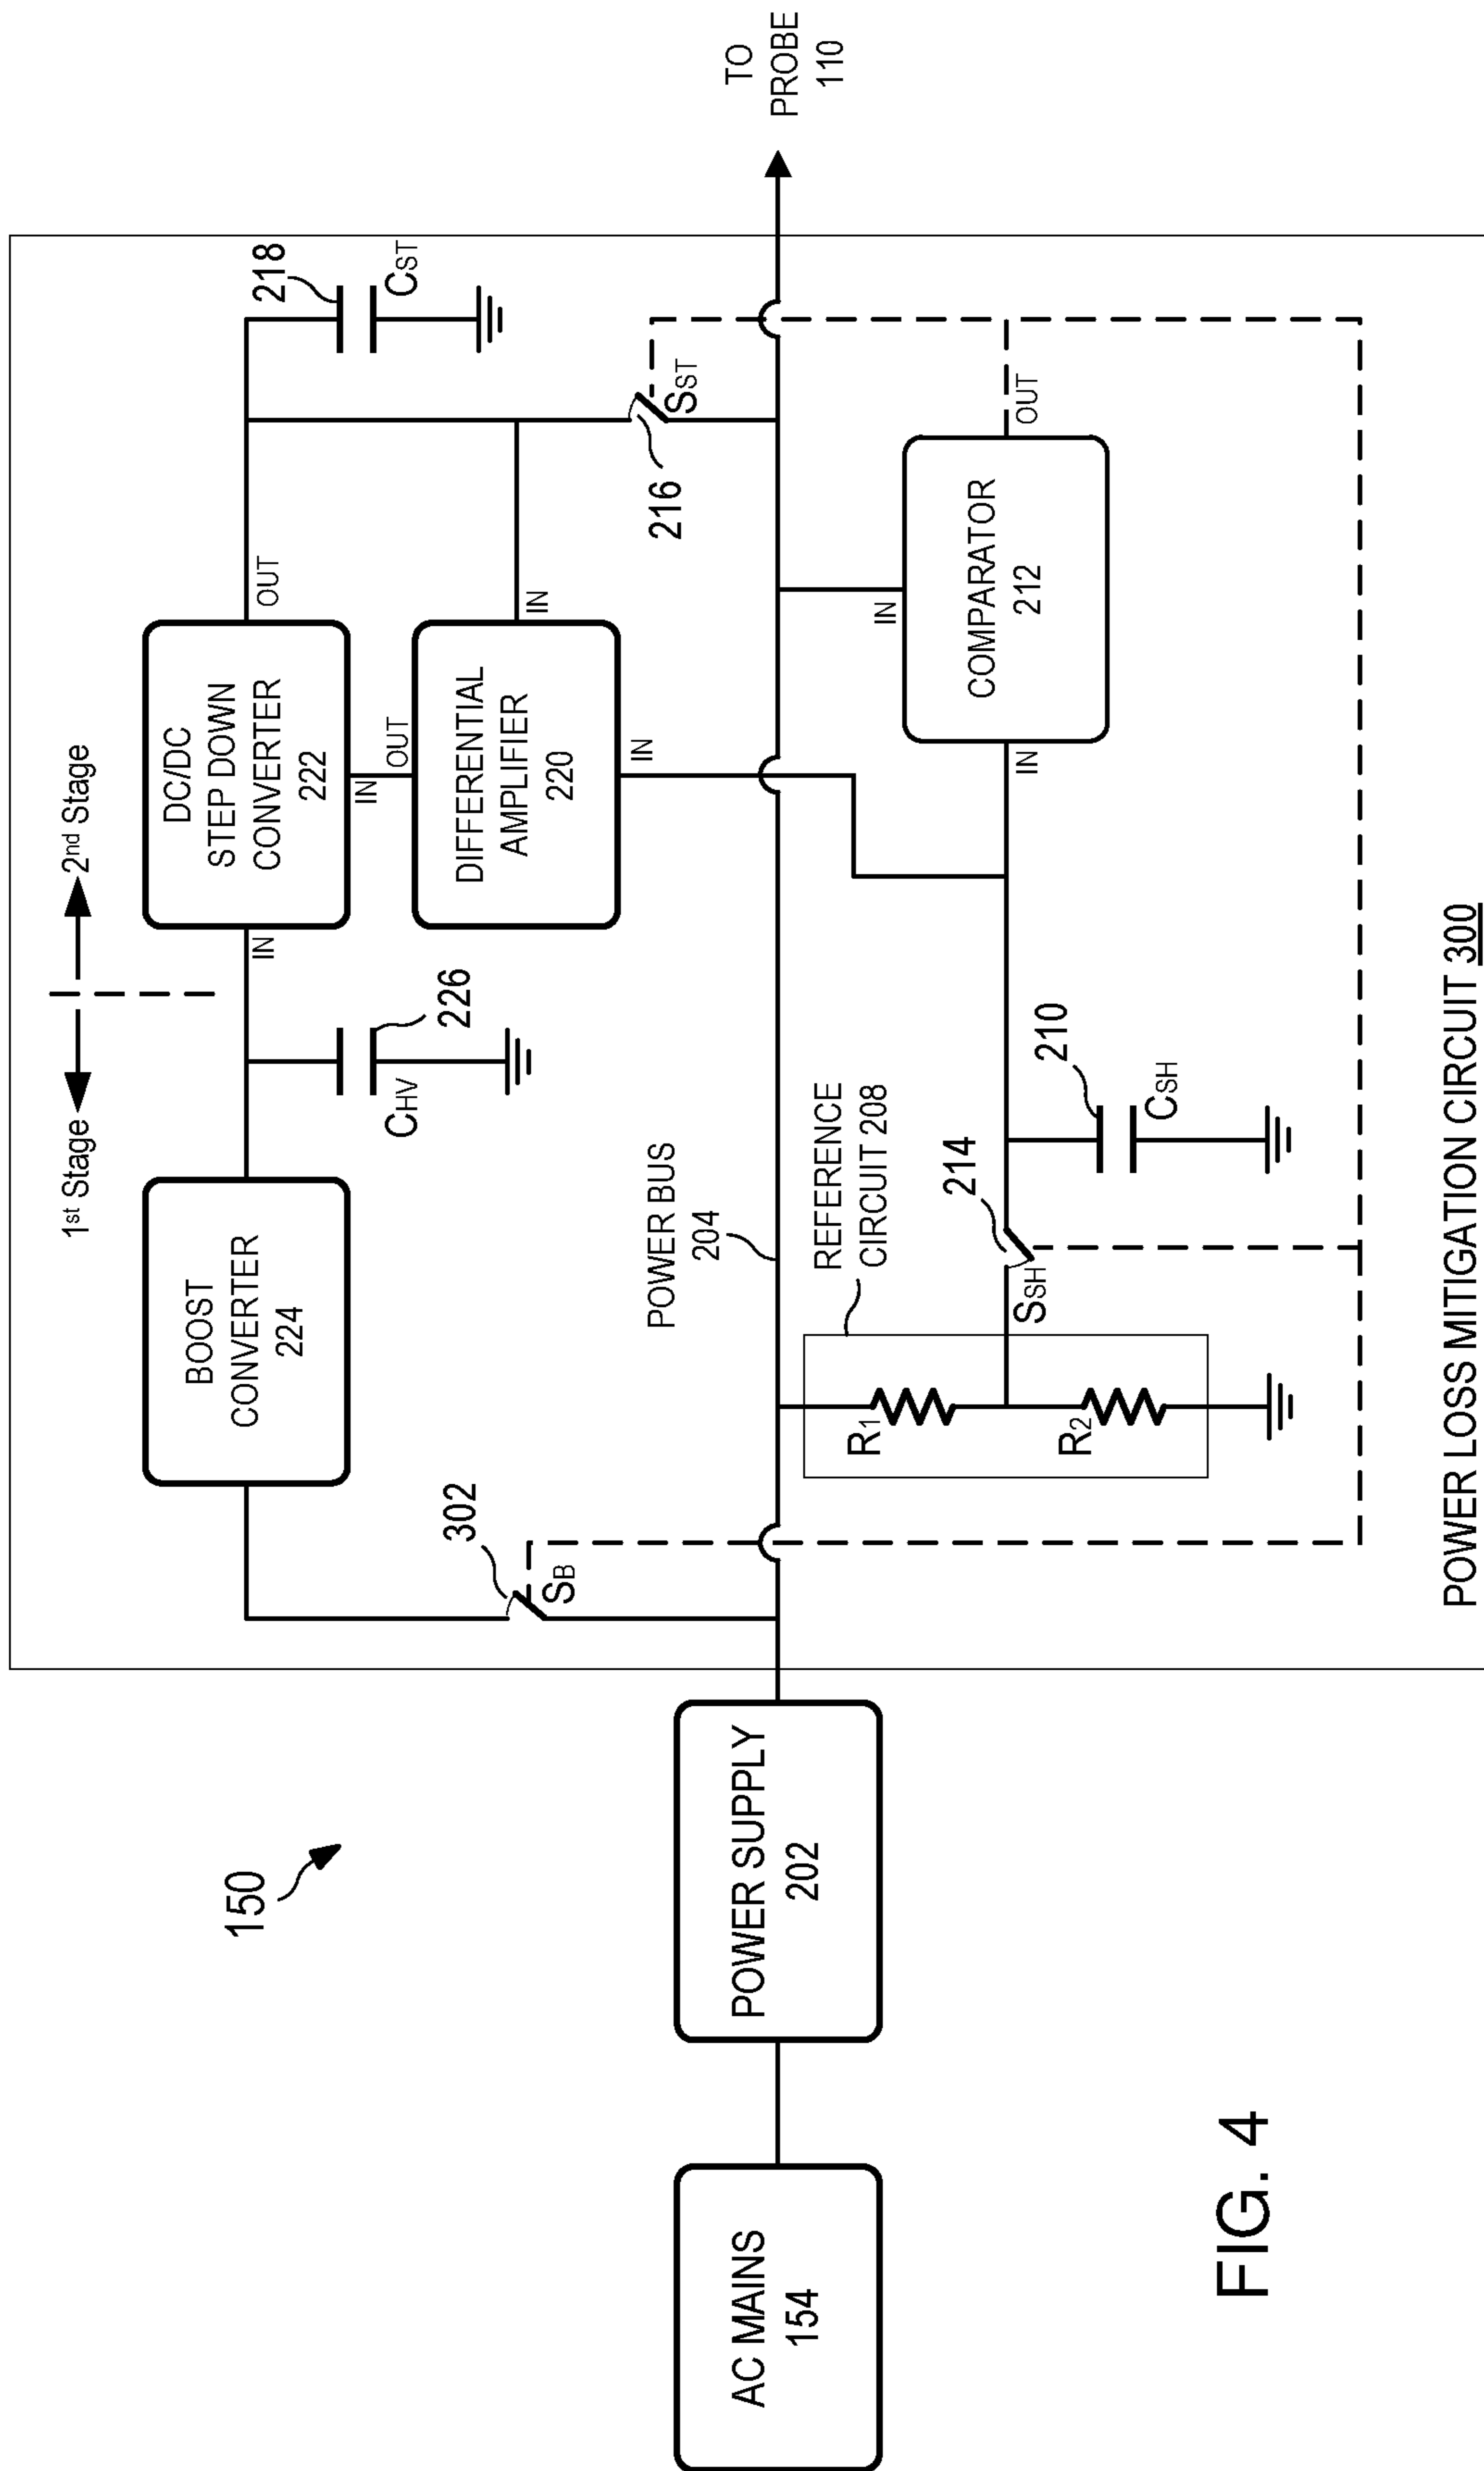 150
AC MAINS
154
POWER SUPPLY
202
1st Stage
2nd Stage
BOOST
CONVERTER
224
CHV
226
IN
DC/DC
STEP DOWN
CONVERTER
222
OUT
IN
218
CST
OUT
DIFFERENTIAL
AMPLIFIER
220
IN
IN
302
SB
216
SST
POWER BUS
204
TO
PROBE
110
REFERENCE
CIRCUIT 208
R1
R2
214
SSH
210
CSH
IN
IN
COMPARATOR
212
OUT
POWER LOSS MITIGATION CIRCUIT 300
FIG. 4